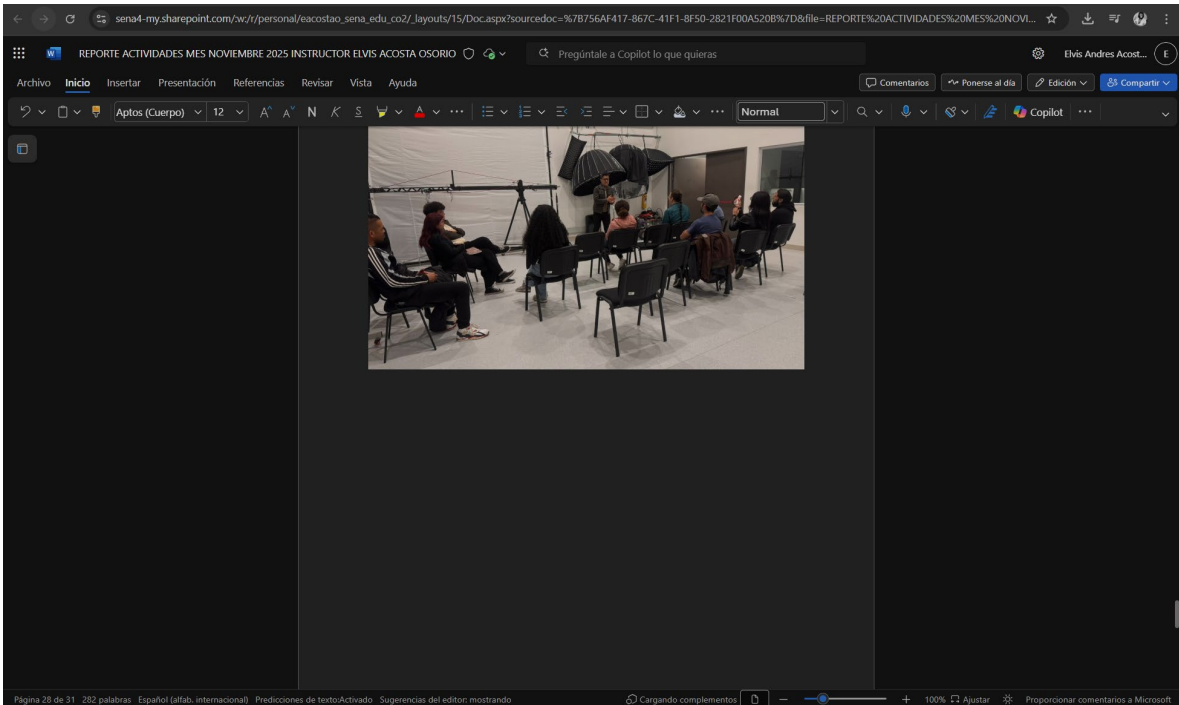 sena4-my.sharepoint.com/:w:/r/personal/eacostao_sena_edu_co2/_layouts/15/Doc.aspx?sourcedoc=%7B756AF417-867C-41F1-8F50-2821F00A520B%7D&file=REPORTE%20ACTIVIDADES%20MES%20NOVI...
W REPORTE ACTIVIDADES MES NOVIEMBRE 2025 INSTRUCTOR ELVIS ACOSTA OSORIO Pregúntale a Copilot lo que quieras Elvis Andres Acost... E
Archivo Inicio Insertar Presentación Referencias Revisar Vista Ayuda Comentarios Ponerse al día Edición Compartir
Aptos (Cuerpo) 12 A A N K S A Normal Copilot
Página 28 de 31 282 palabras Español (alfab. internacional) Predicciones de texto:Activado Sugerencias del editor: mostrando Cargando complementos 100% Ajustar Proporcionar comentarios a Microsoft